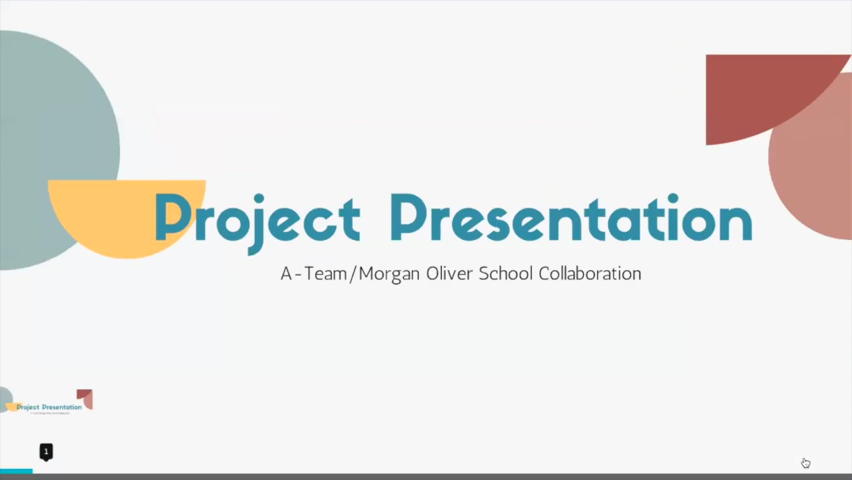 Project Presentation
A-Team/Morgan Oliver School Collaboration
Project Presentation
1